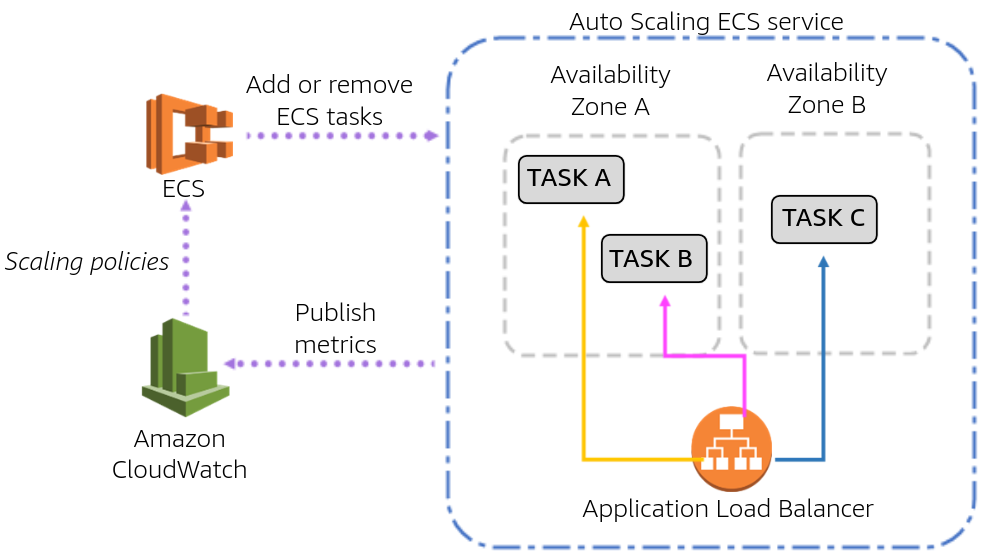 Auto Scaling ECS service
Add or remove
ECS tasks
Availability
Zone A
Availability
Zone B
ECS
TASK A
TASK B
TASK C
Scaling policies
Publish
metrics
Amazon
CloudWatch
Application Load Balancer